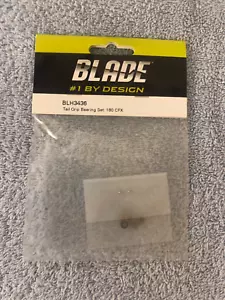 BLADE
#1 BY DESIGN
BLH3436
Tail Grip Bearing Set: 180 CFX